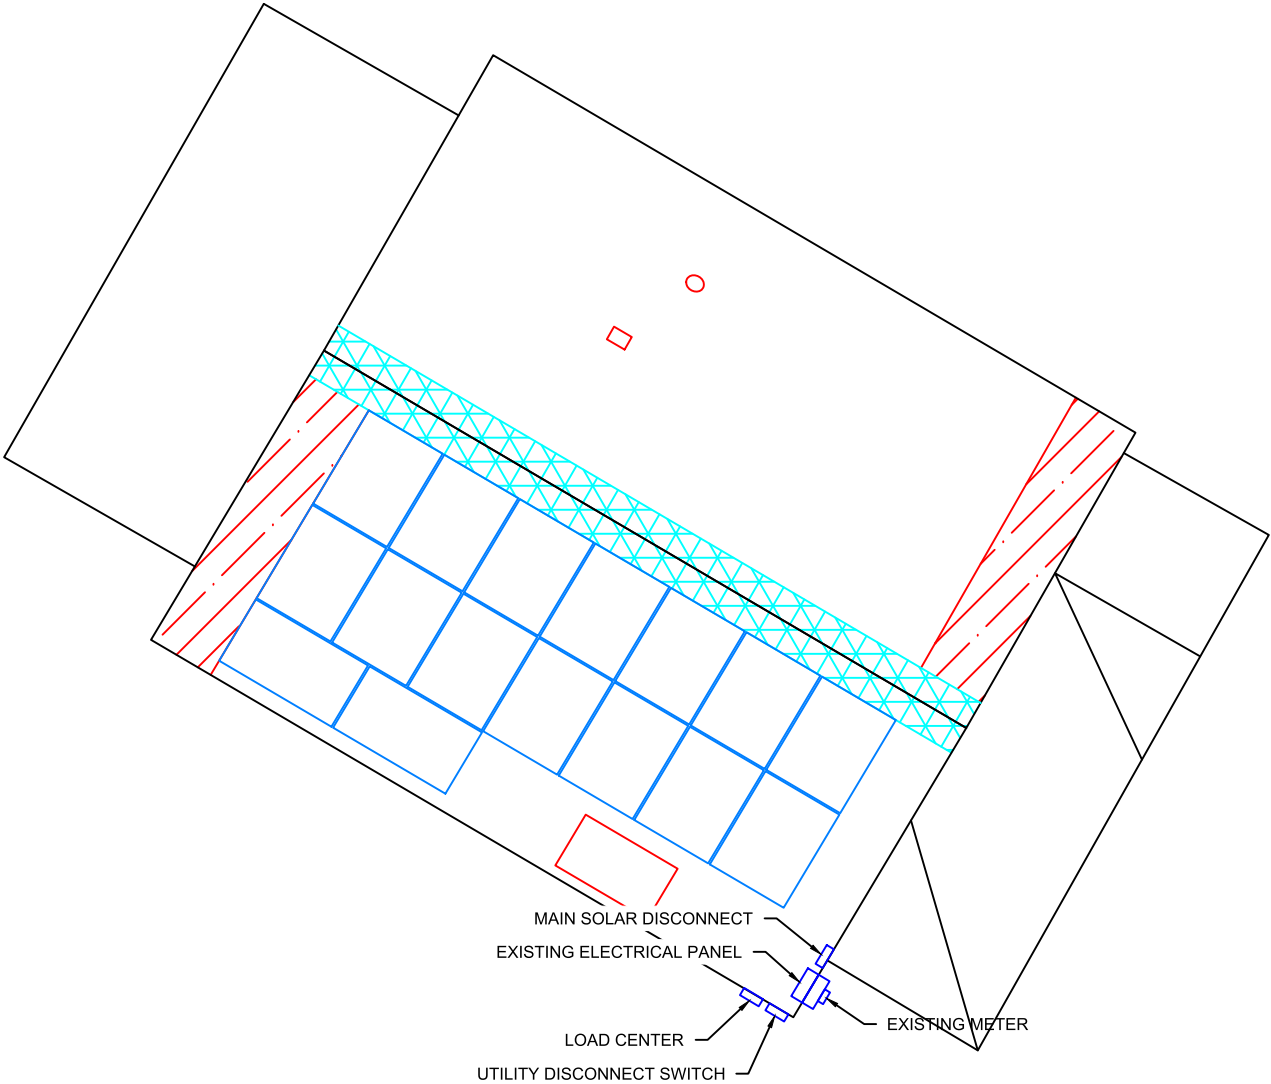 MAIN SOLAR DISCONNECT
EXISTING ELECTRICAL PANEL
EXISTING METER
LOAD CENTER
UTILITY DISCONNECT SWITCH